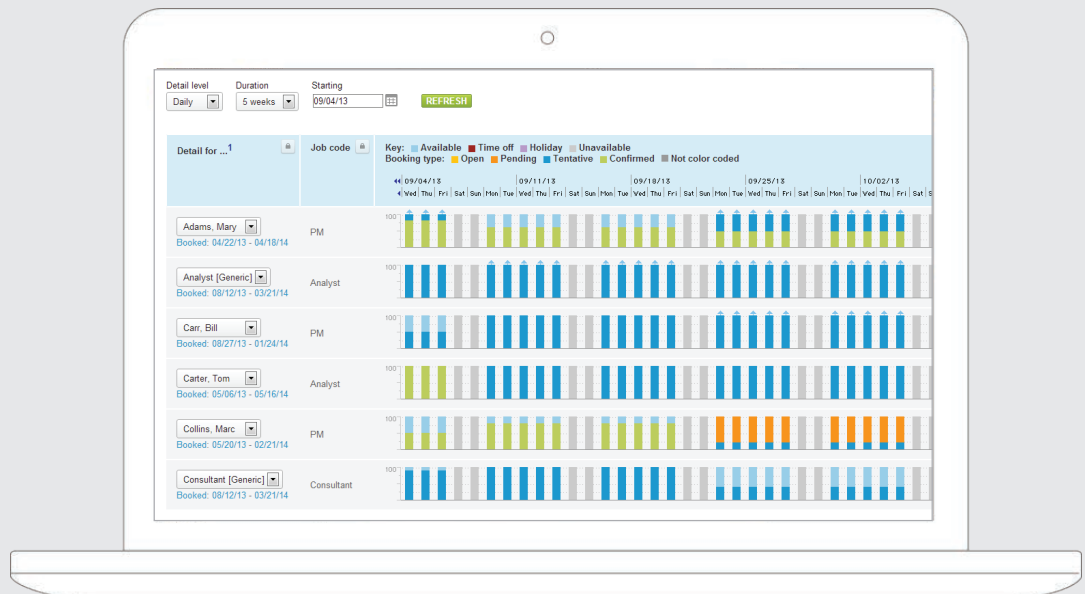 Detail level Duration Starting
Daily 5 weeks 09/04/13 REFRESH
Detail for ...1 Job code Key: Available Time off Holiday Unavailable
Booking type: Open Pending Tentative Confirmed Not color coded
09/04/13 09/11/13 09/18/13 09/25/13 10/02/13
Wed Thu Fri Sat Sun Mon Tue Wed Thu Fri Sat Sun Mon Tue Wed Thu Fri Sat Sun Mon Tue Wed Thu Fri Sat Sun Mon Tue Wed Thu Fri Sat S
Adams, Mary PM 100
Booked: 04/22/13 - 04/18/14
Analyst [Generic] Analyst 100
Booked: 08/12/13 - 03/21/14
Carr, Bill PM 100
Booked: 08/27/13 - 01/24/14
Carter, Tom Analyst 100
Booked: 05/06/13 - 05/16/14
Collins, Marc PM 100
Booked: 05/20/13 - 02/21/14
Consultant [Generic] Consultant 100
Booked: 08/12/13 - 03/21/14